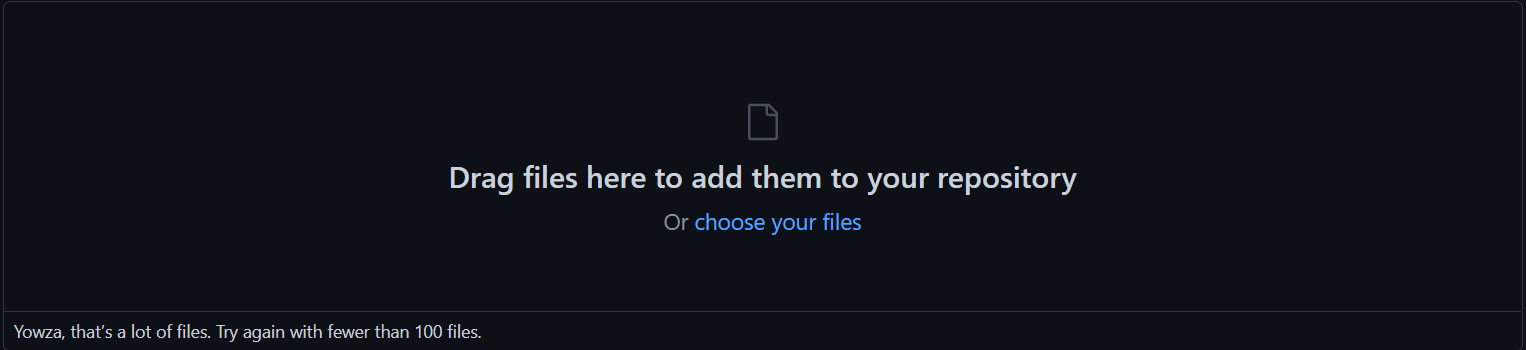 Drag files here to add them to your repository
Or choose your files
Yowza, that’s a lot of files. Try again with fewer than 100 files.